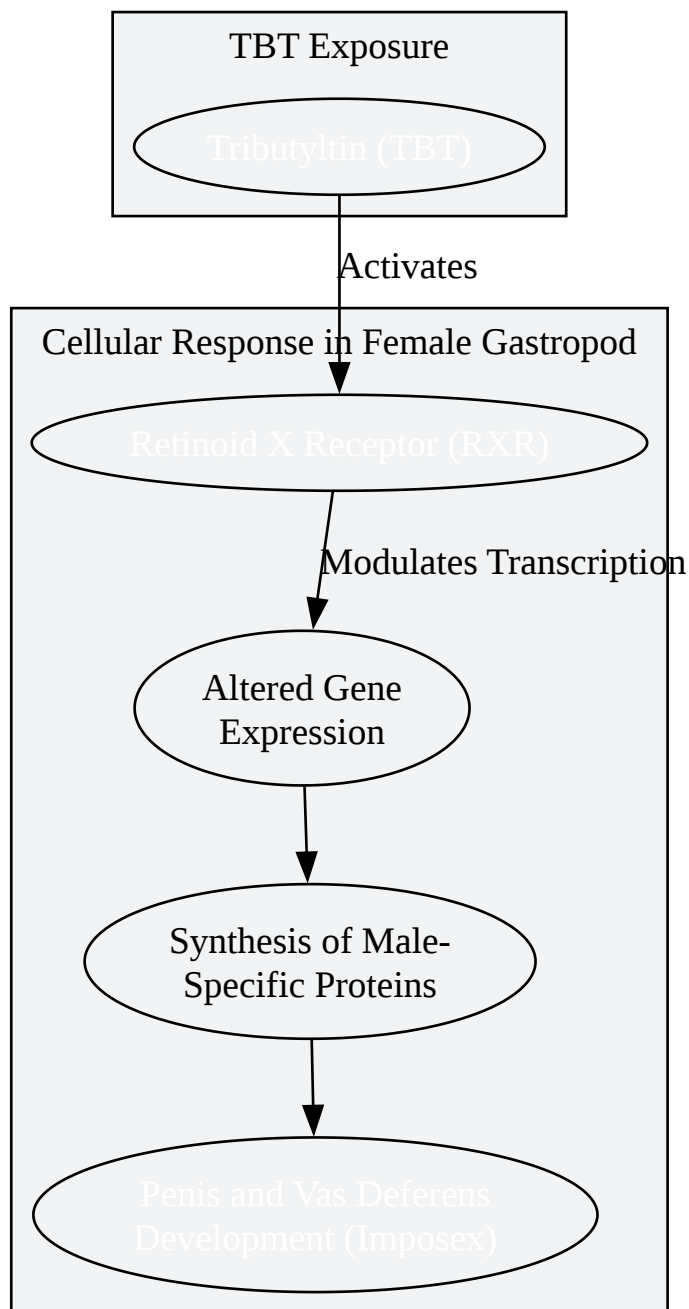 TBT Exposure
Tributyltin (TBT)
Activates
Cellular Response in Female Gastropod
Retinoid X Receptor (RXR)
Modulates Transcription
Altered Gene
Expression
Synthesis of Male-
Specific Proteins
Penis and Vas Deferens
Development (Imposex)